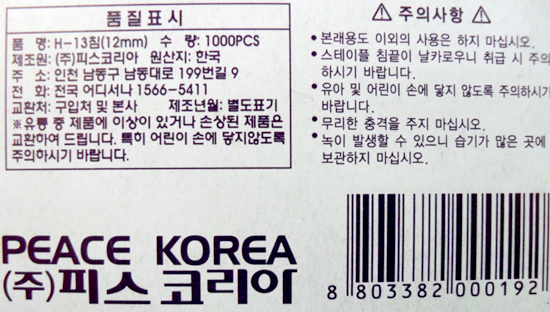 품질표시
품 명: H-13침(12mm) 수 량: 1000PCS
제조원: (주)피스코리아 원산지: 한국
주 소: 인천 남동구 남동대로 199번길 9
전 화: 전국 어디서나 1566-5411
교환처: 구입처 및 본사 제조년월: 별도표기
※유통 중 제품에 이상이 있거나 손상된 제품은
교환하여 드립니다. 특히 어린이 손에 닿지않도록
주의하시기 바랍니다.
⚠ 주의사항 ⚠
•본래용도 이외의 사용은 하지 마십시오.
•스테이플 침끝이 날카로우니 취급 시 주의
하시기 바랍니다.
•유아 및 어린이 손에 닿지 않도록 주의하시기
바랍니다.
•무리한 충격을 주지 마십시오.
•녹이 발생할 수 있으니 습기가 많은 곳에
보관하지 마십시오.
PEACE KOREA
(주)피스코리아
8 803382 000192